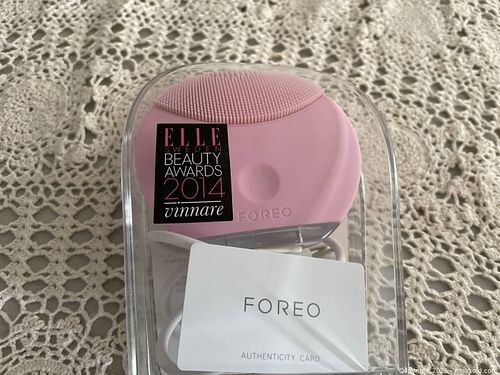 ELLE
SWEDEN
BEAUTY
AWARDS
2014
vinnare
FOREO
FOREO
AUTHENTICITY CARD